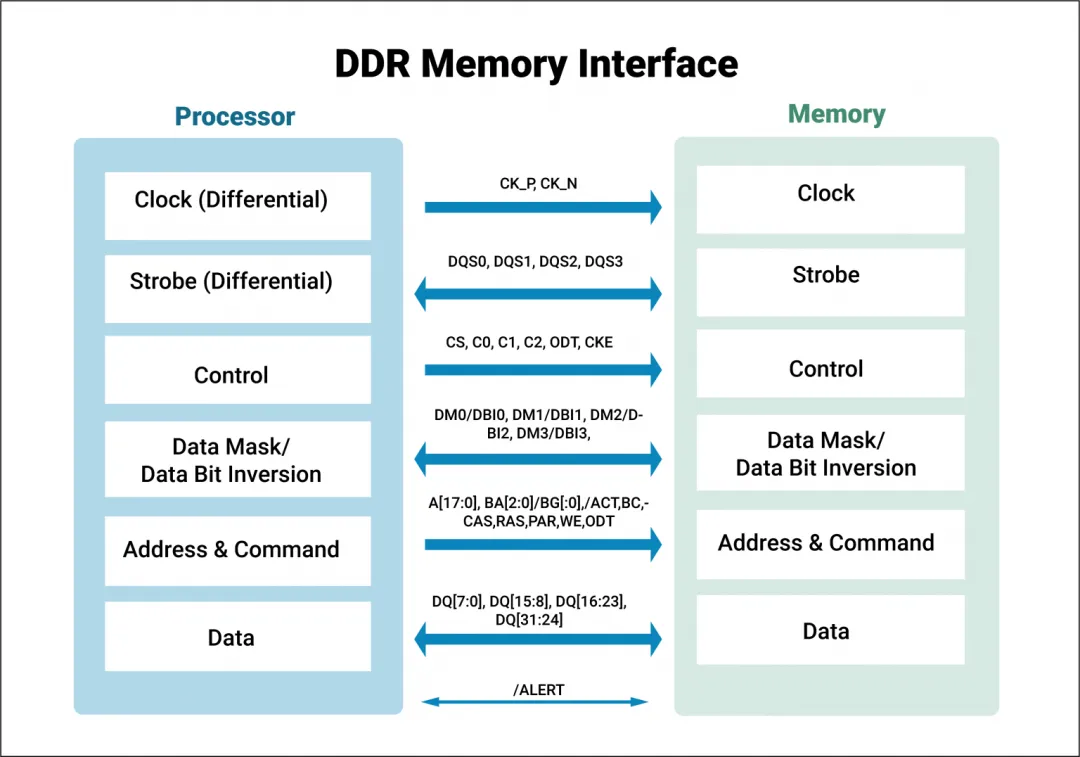 DDR Memory Interface
Processor
Memory
Clock (Differential)
CK_P, CK_N
Clock
Strobe (Differential)
DQS0, DQS1, DQS2, DQS3
Strobe
Control
CS, C0, C1, C2, ODT, CKE
Control
Data Mask/
Data Bit Inversion
DM0/DBI0, DM1/DBI1, DM2/D-
BI2, DM3/DBI3,
Data Mask/
Data Bit Inversion
Address & Command
A[17:0], BA[2:0]/BG[:0],/ACT,BC,-
CAS,RAS,PAR,WE,ODT
Address & Command
Data
DQ[7:0], DQ[15:8], DQ[16:23],
DQ[31:24]
Data
/ALERT